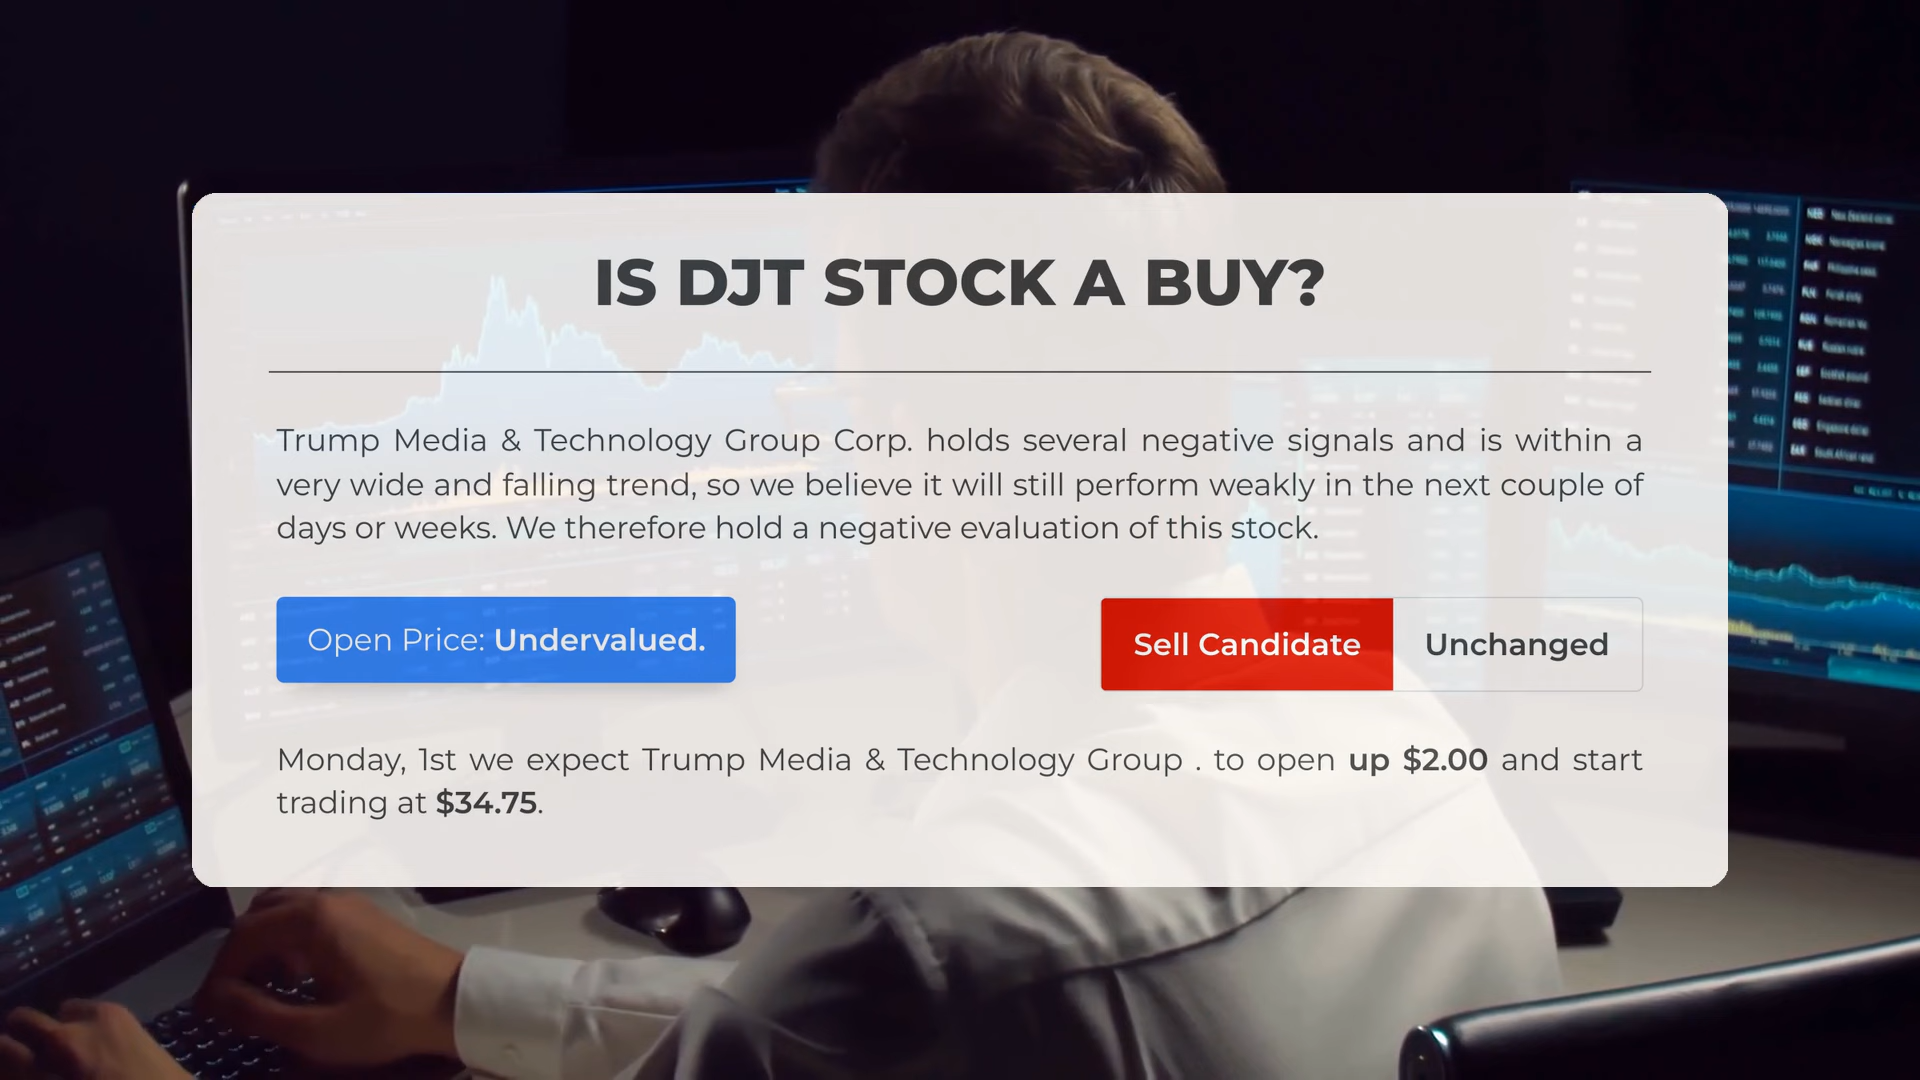 IS DJT STOCK A BUY?
Trump Media & Technology Group Corp. holds several negative signals and is within a
very wide and falling trend, so we believe it will still perform weakly in the next couple of
days or weeks. We therefore hold a negative evaluation of this stock.
Open Price: Undervalued.
Sell Candidate Unchanged
Monday, 1st we expect Trump Media & Technology Group . to open up $2.00 and start
trading at $34.75.